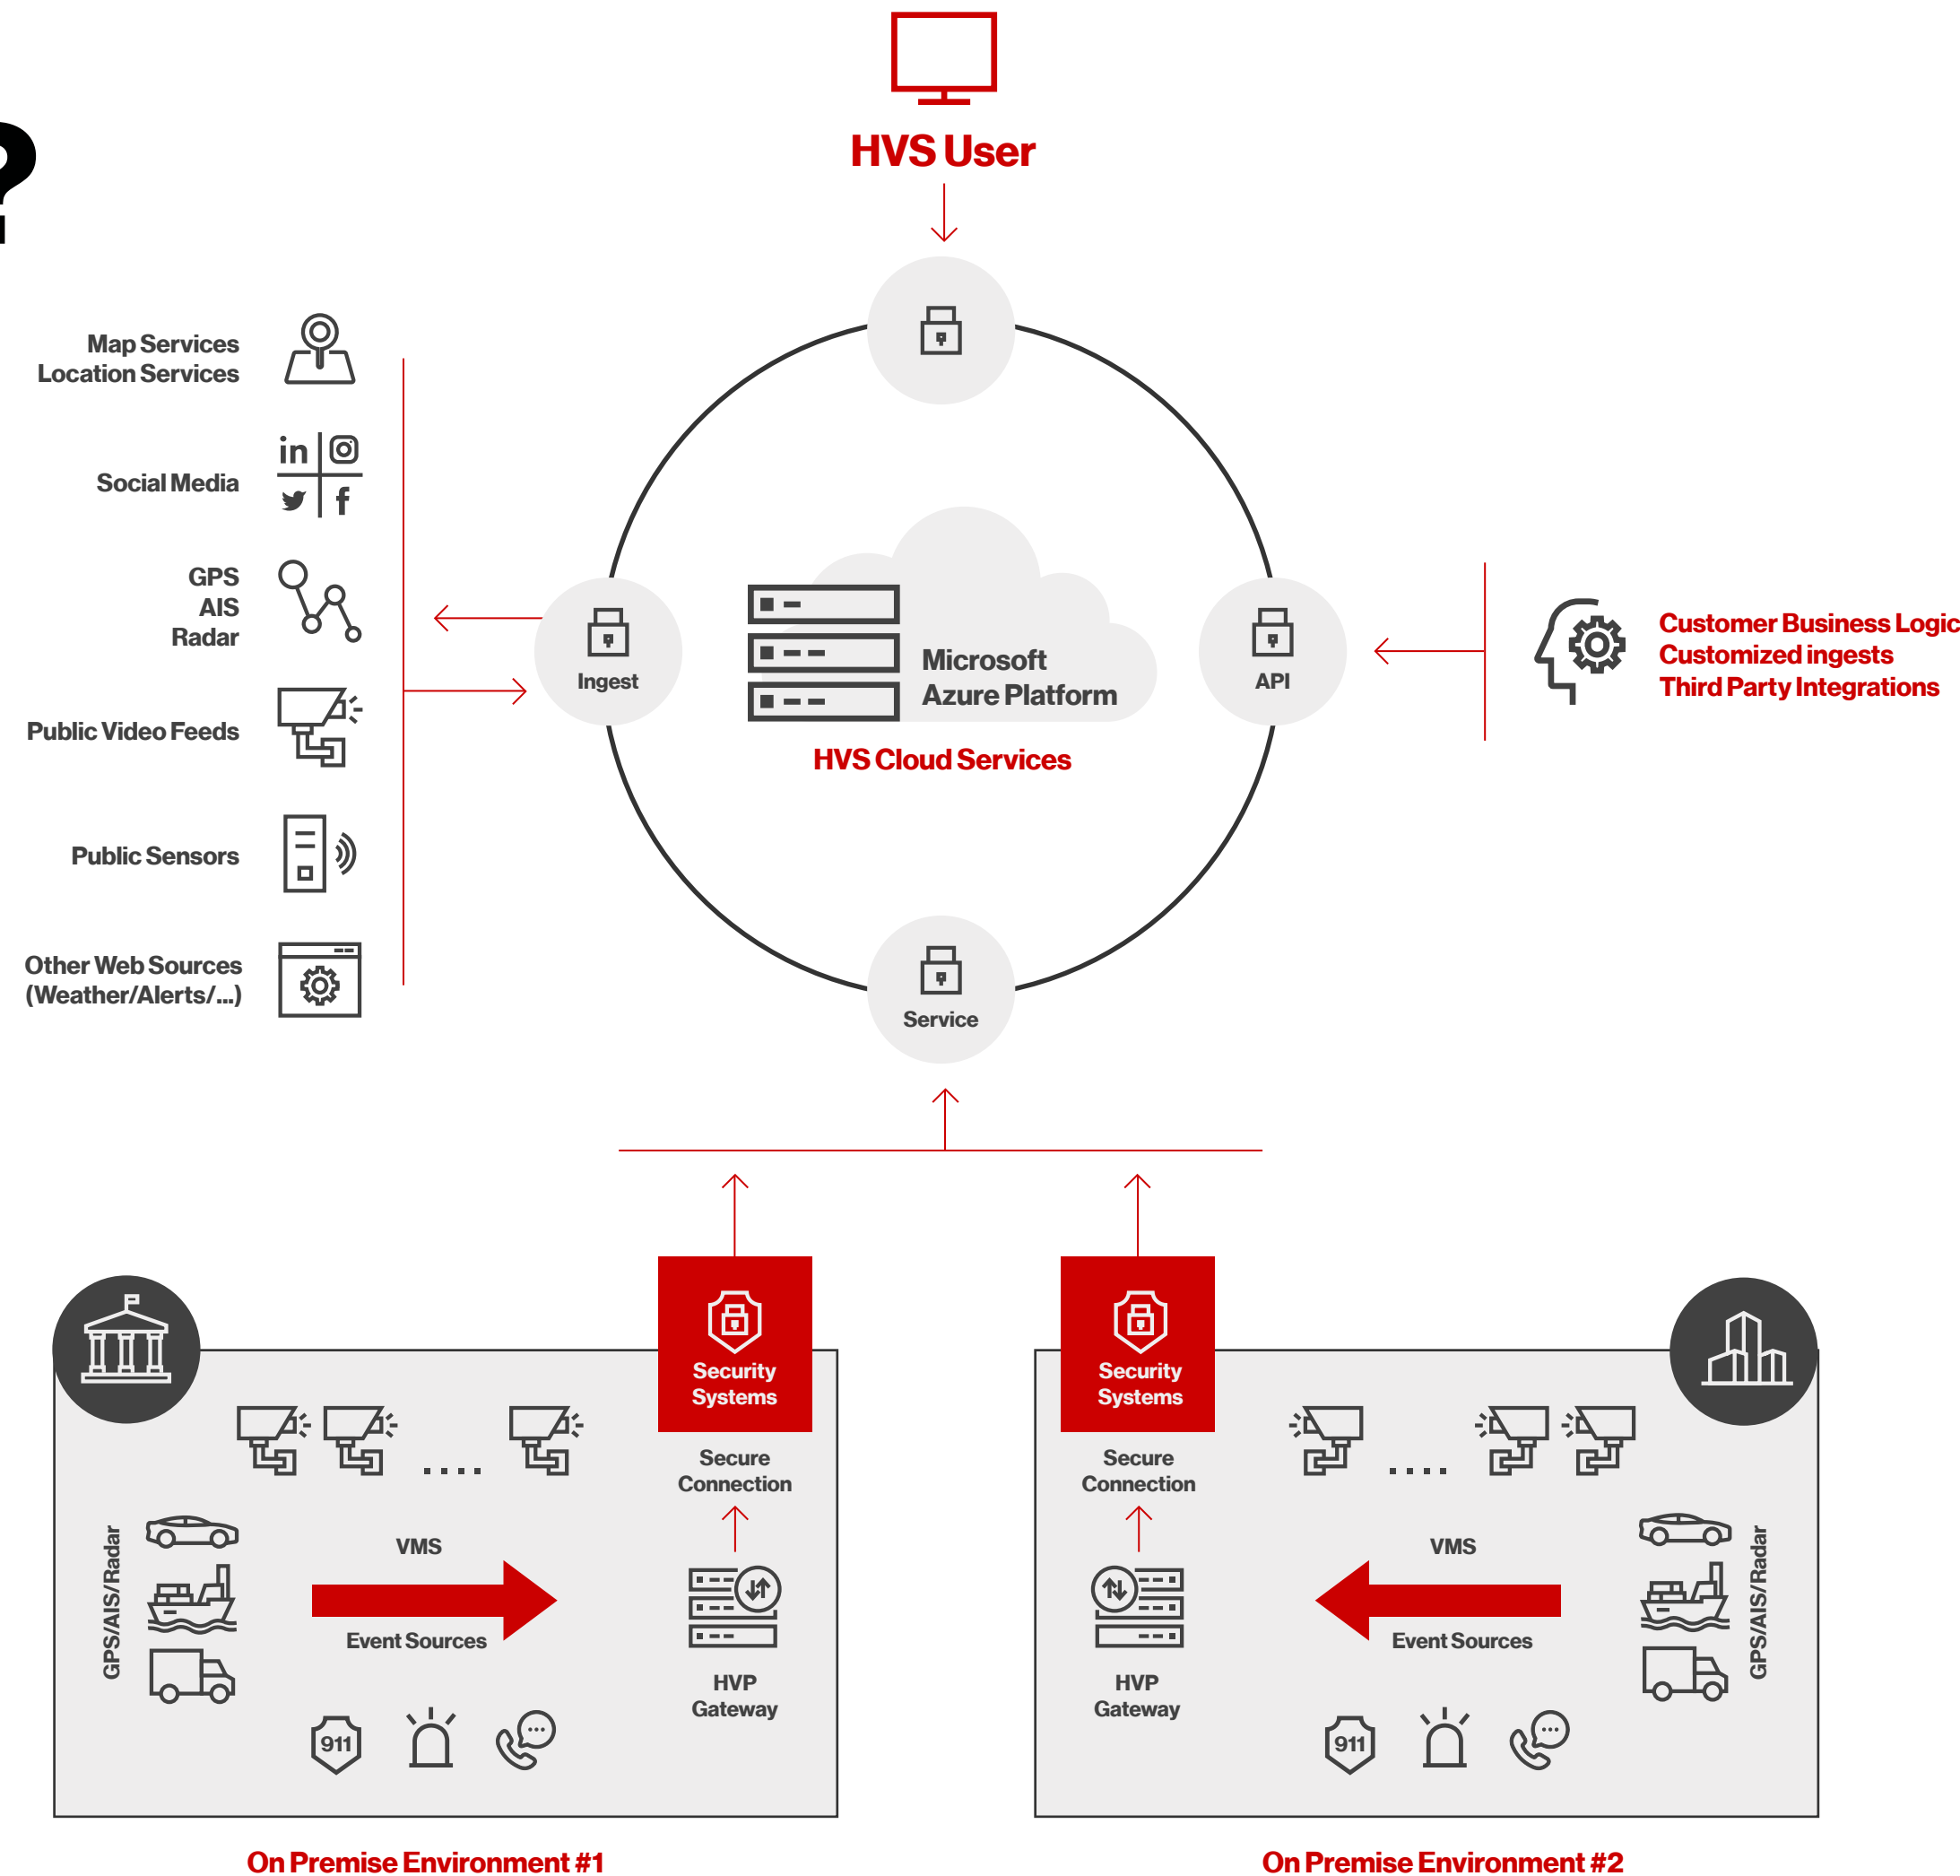 ?
HVS User
Map Services
Location Services
in
Social Media
f
GPS
AIS
Radar
Public Video Feeds
Public Sensors
Other Web Sources
(Weather/Alerts/...)
Ingest
Microsoft
Azure Platform
HVS Cloud Services
API
Customer Business Logic
Customized ingests
Third Party Integrations
Service
Security
Systems
Secure
Connection
GPS/AIS/Radar
....
VMS
Event Sources
HVP
Gateway
911
On Premise Environment #1
Security
Systems
Secure
Connection
....
VMS
Event Sources
GPS/AIS/Radar
HVP
Gateway
911
On Premise Environment #2